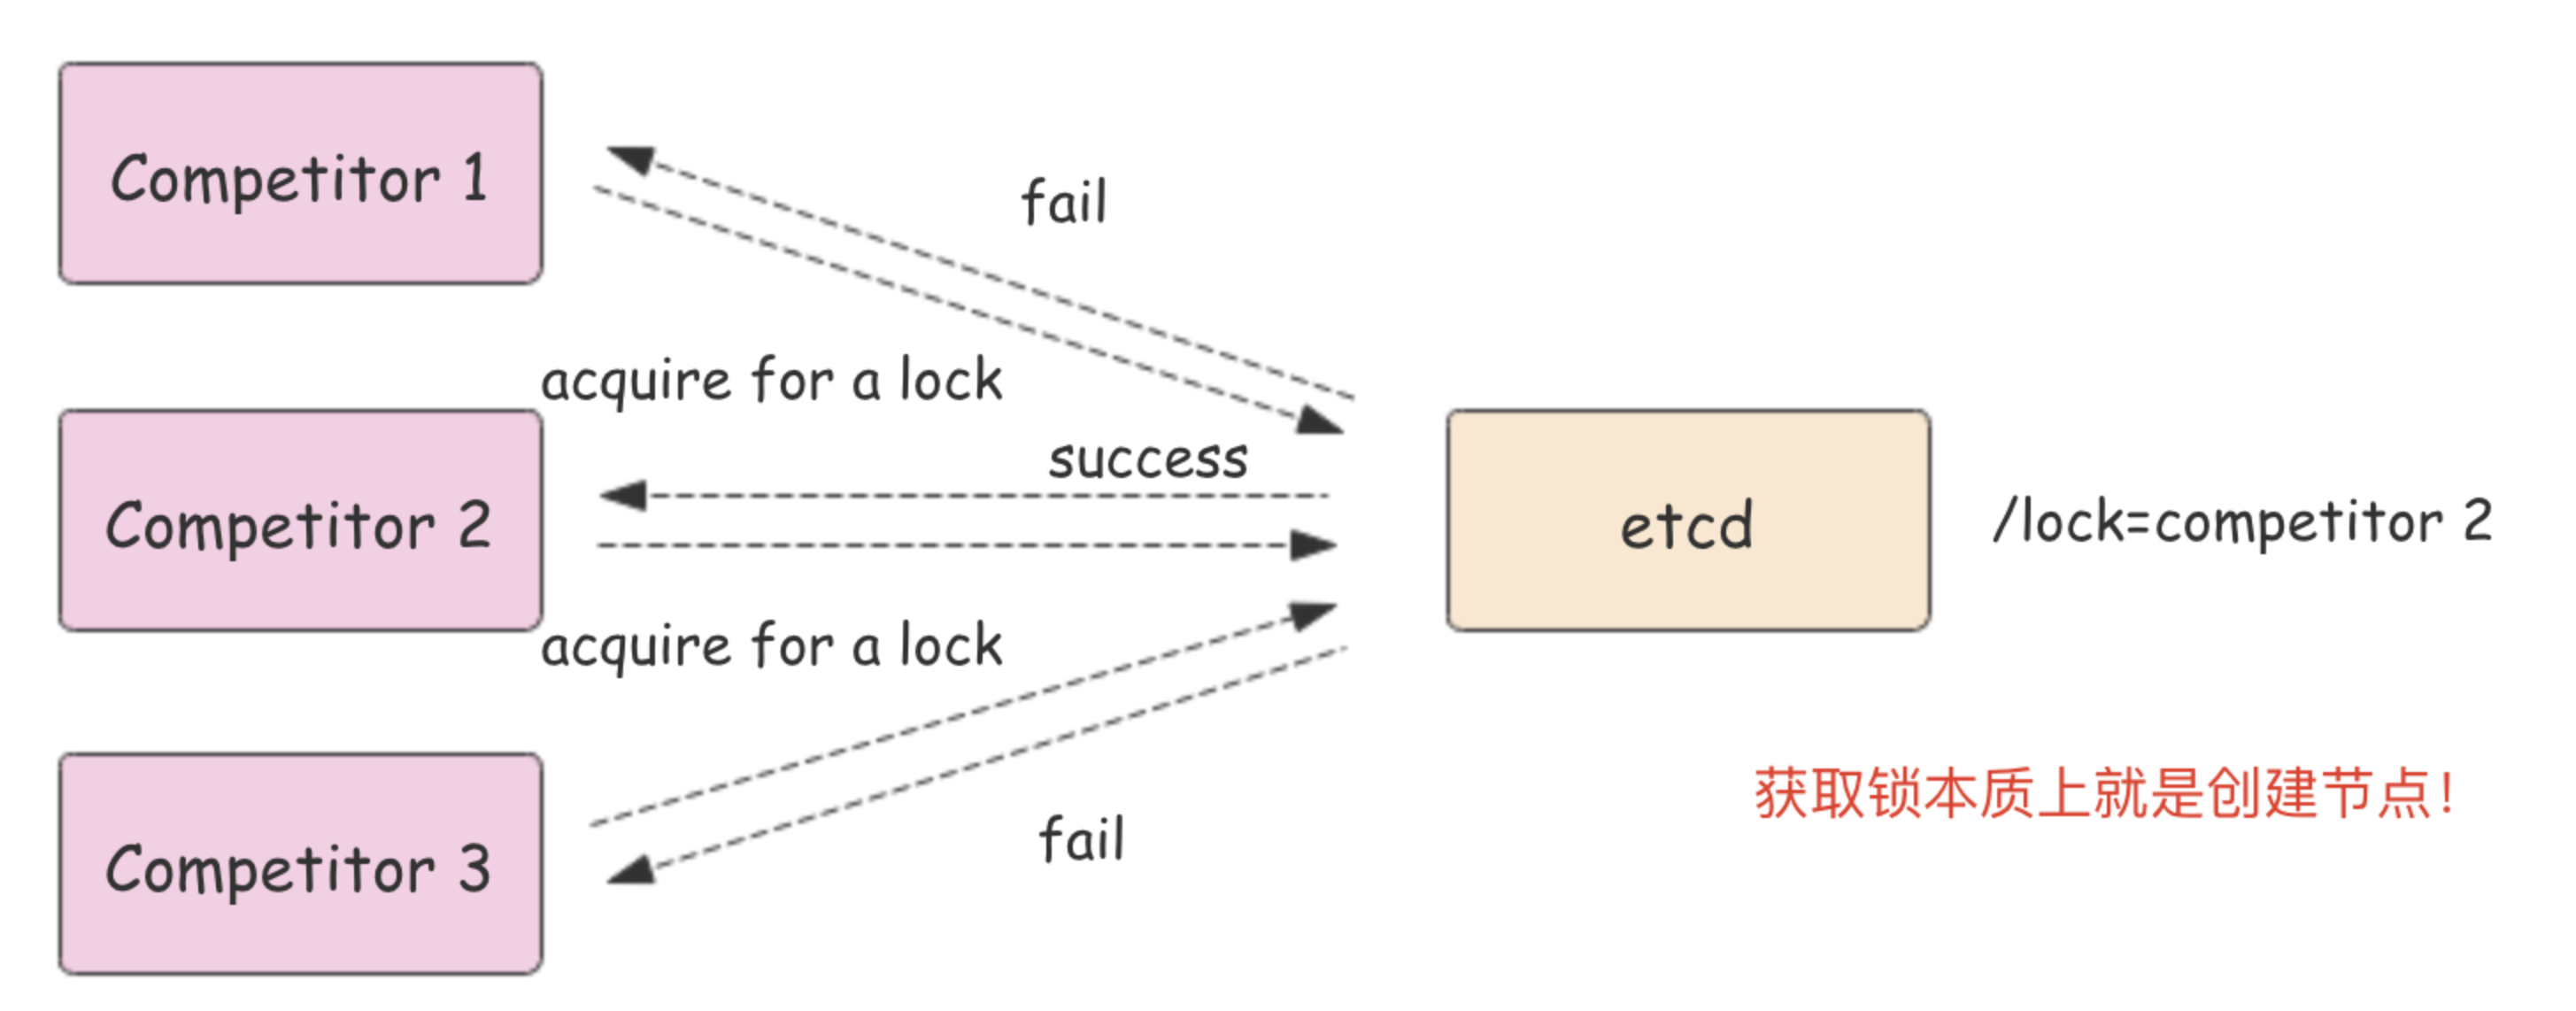 Competitor 1
fail
acquire for a lock
success
Competitor 2
etcd
/lock=competitor 2
acquire for a lock
获取锁本质上就是创建节点！
fail
Competitor 3